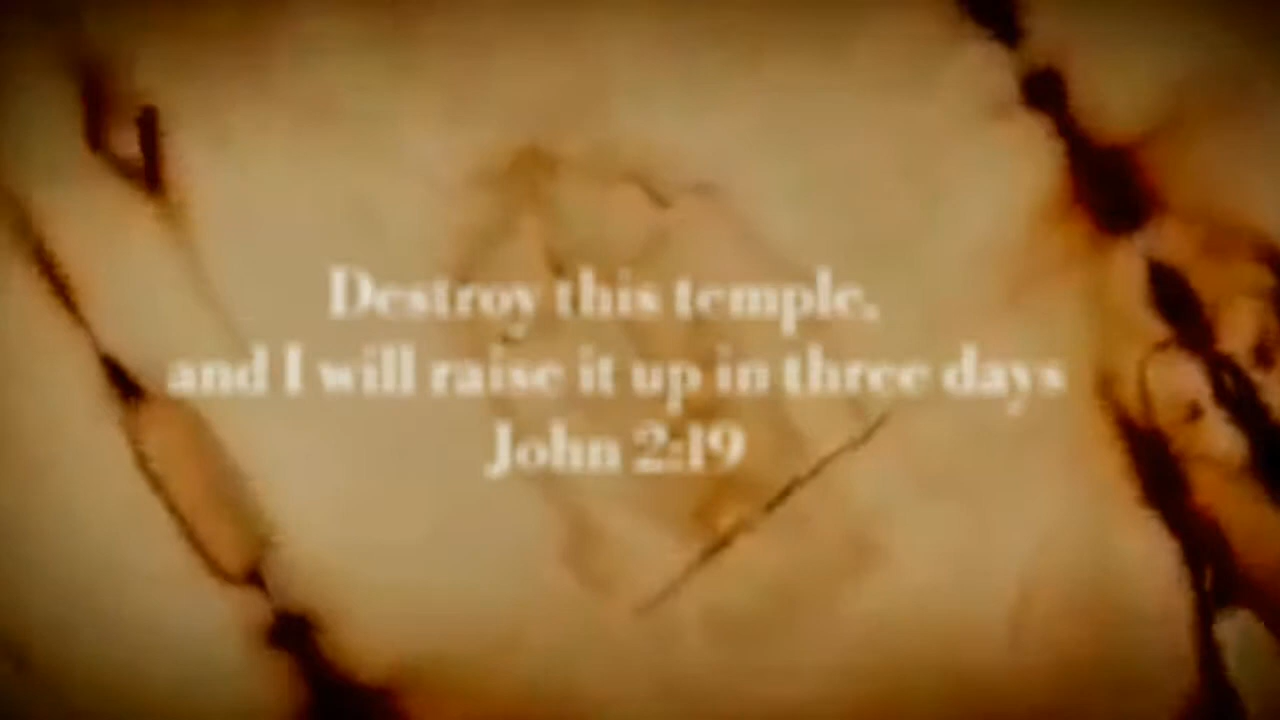 Destroy this temple,
and I will raise it up in three days
John 2:19